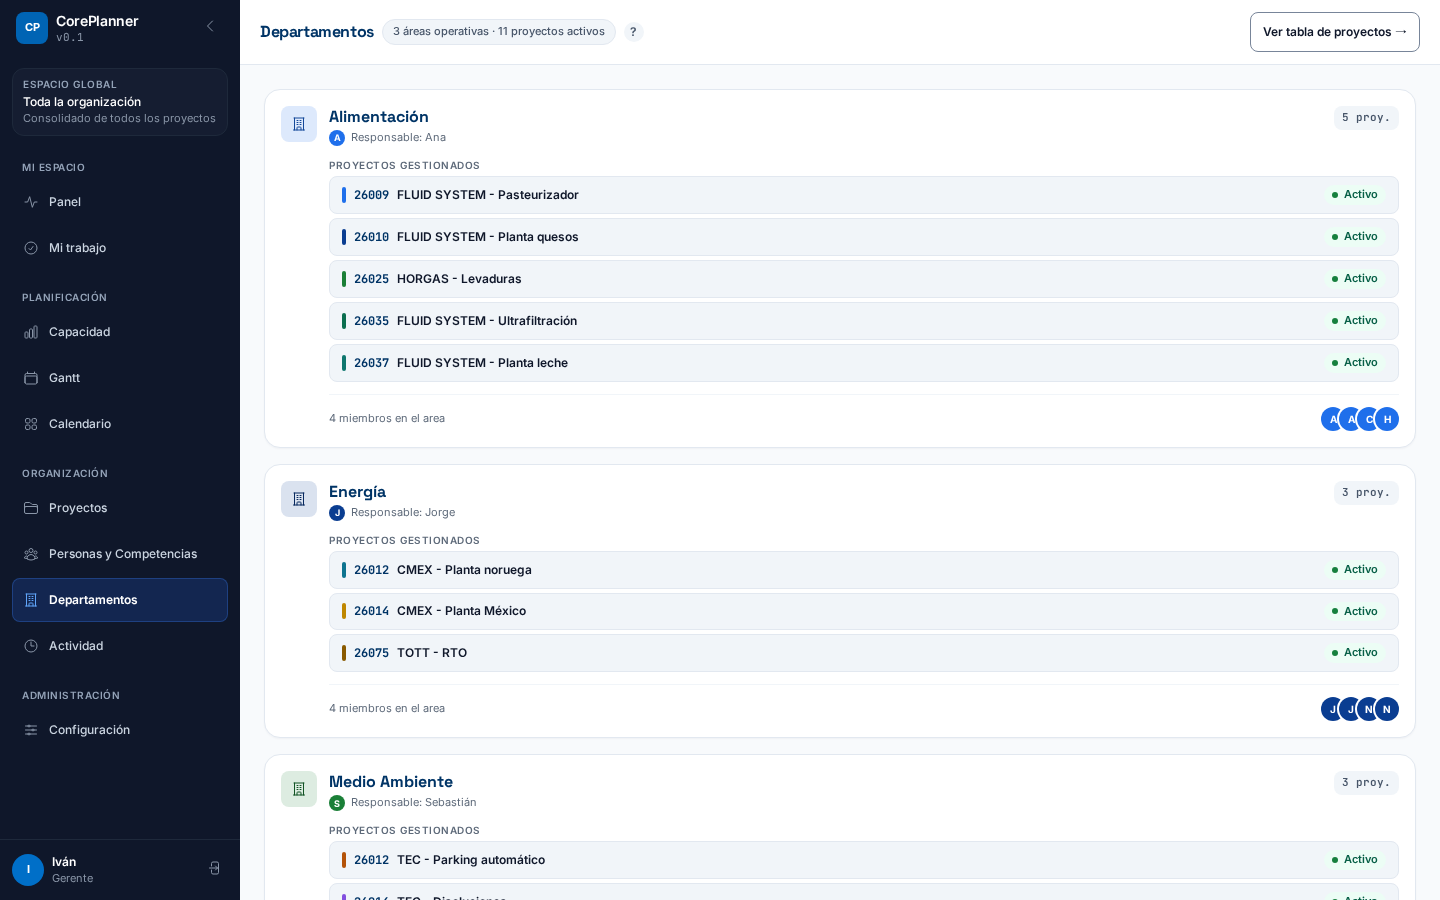 CP
CorePlanner
v0.1
ESPACIO GLOBAL
Toda la organización
Consolidado de todos los proyectos
MI ESPACIO
Panel
Mi trabajo
PLANIFICACIÓN
Capacidad
Gantt
Calendario
ORGANIZACIÓN
Proyectos
Personas y Competencias
Departamentos
Actividad
ADMINISTRACIÓN
Configuración
I
Iván
Gerente
Departamentos
3 áreas operativas · 11 proyectos activos
?
Ver tabla de proyectos →
Alimentación
5 proy.
A Responsable: Ana
PROYECTOS GESTIONADOS
26009 FLUID SYSTEM - Pasteurizador Activo
26010 FLUID SYSTEM - Planta quesos Activo
26025 HORGAS - Levaduras Activo
26035 FLUID SYSTEM - Ultrafiltración Activo
26037 FLUID SYSTEM - Planta leche Activo
4 miembros en el area A A C H
Energía
3 proy.
J Responsable: Jorge
PROYECTOS GESTIONADOS
26012 CMEX - Planta noruega Activo
26014 CMEX - Planta México Activo
26075 TOTT - RTO Activo
4 miembros en el area J J N N
Medio Ambiente
3 proy.
S Responsable: Sebastián
PROYECTOS GESTIONADOS
26012 TEC - Parking automático Activo